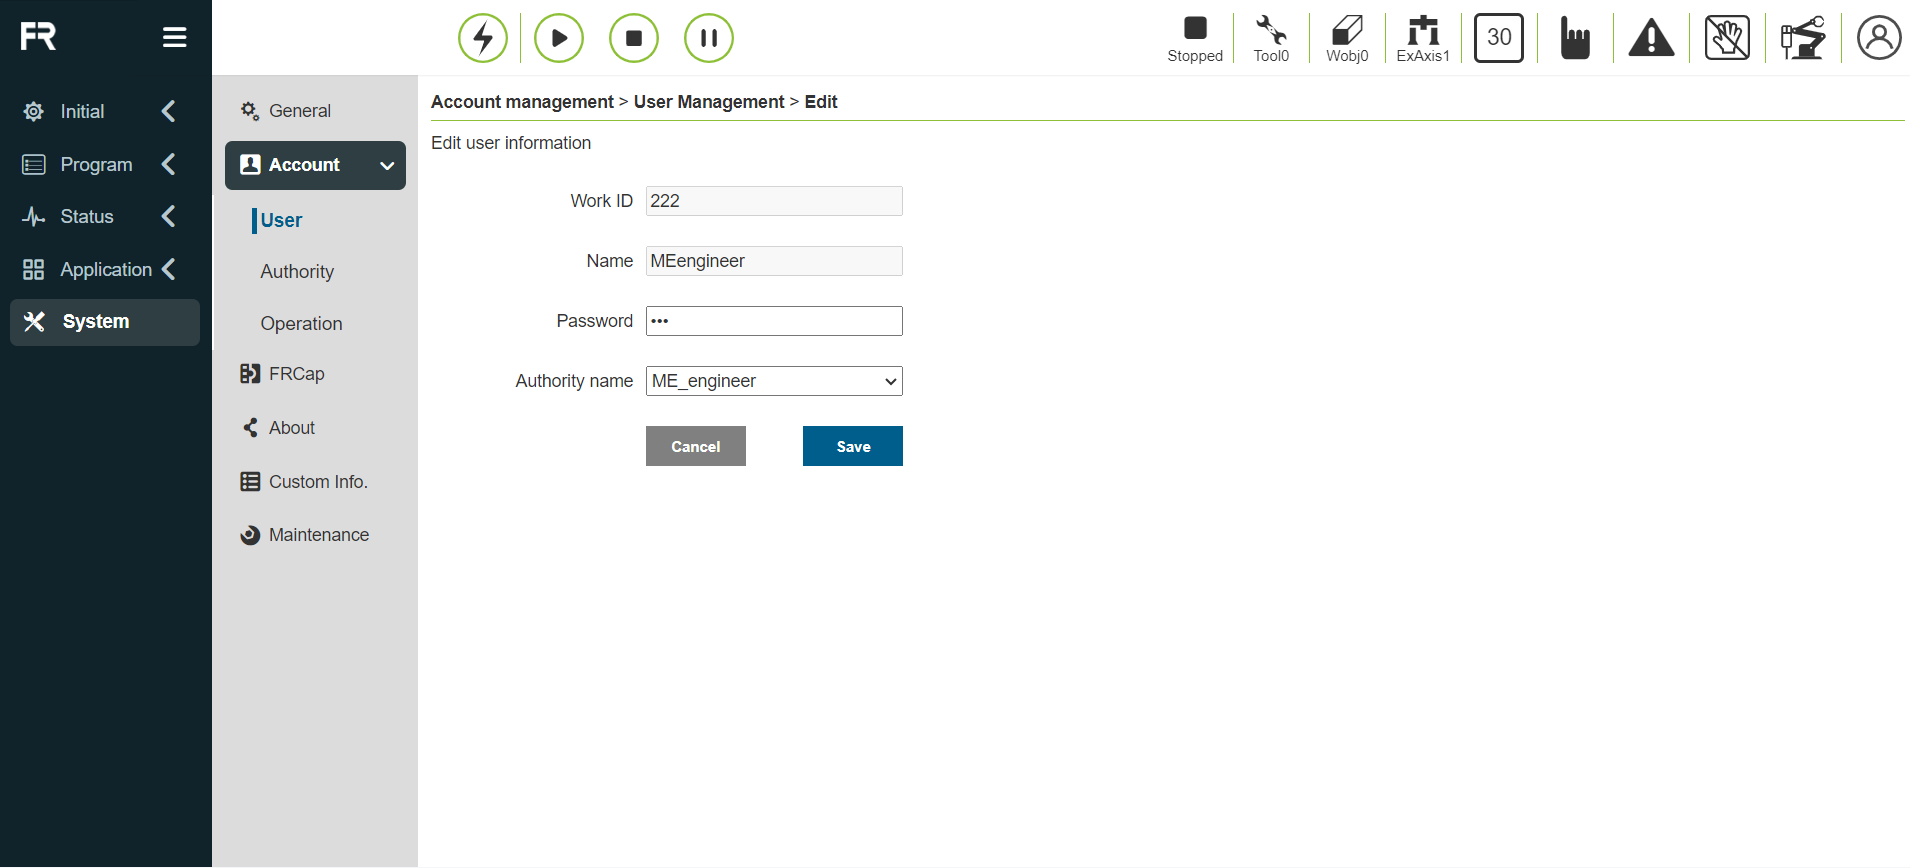 FR
Stopped
Tool0
Wobj0
ExAxis1
30
Initial
Program
Status
Application
System
General
Account
User
Authority
Operation
FRCap
About
Custom Info.
Maintenance
Account management > User Management > Edit
Edit user information
Work ID 222
Name MEengineer
Password •••
Authority name ME_engineer
Cancel Save